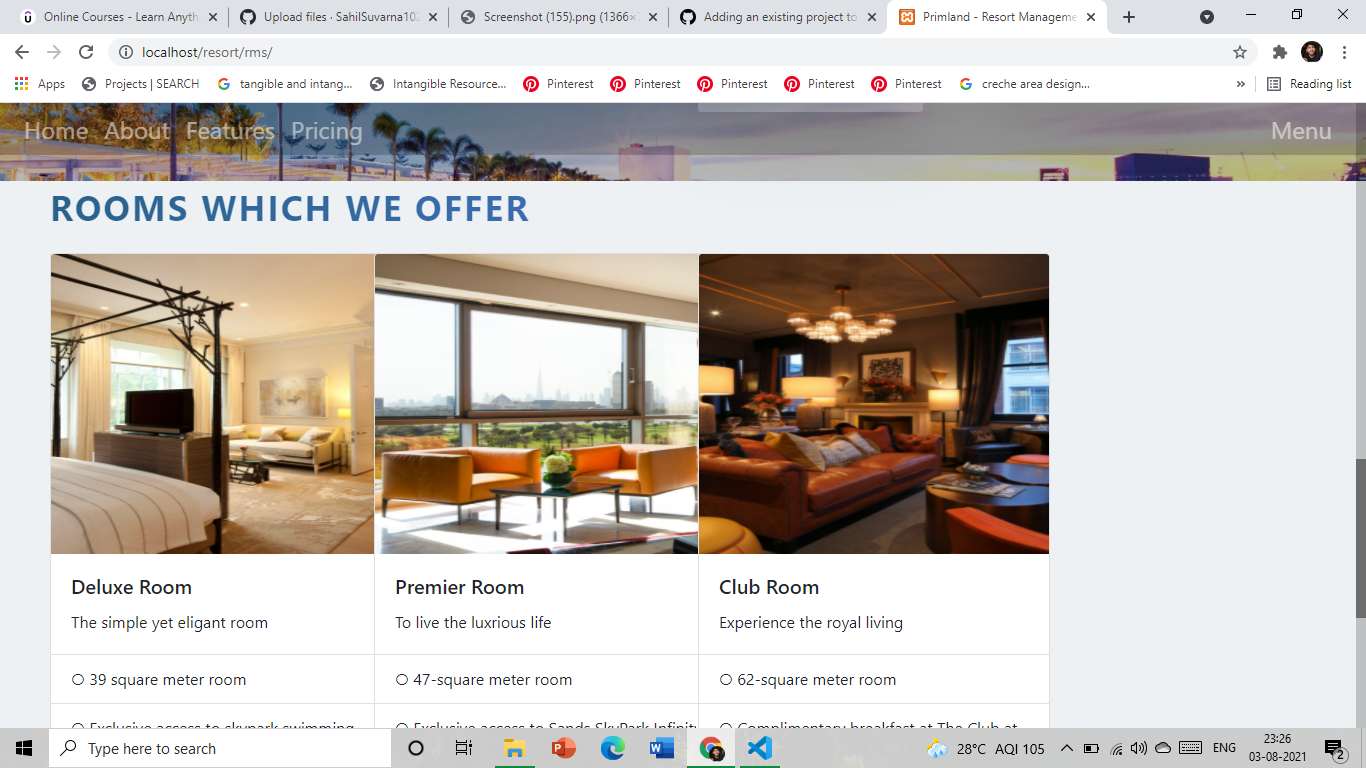 Online Courses - Learn Anyth
Upload files · SahilSuvarna102
Screenshot (155).png (1366×7
Adding an existing project to
Primland - Resort Manageme
localhost/resort/rms/
Apps
Projects | SEARCH
tangible and intang...
Intangible Resource...
Pinterest
Pinterest
Pinterest
Pinterest
Pinterest
creche area design...
»
Reading list
Home About Features Pricing
Menu
ROOMS WHICH WE OFFER
Deluxe Room
The simple yet eligant room
39 square meter room
Exclusive access to skypark swimming
Premier Room
To live the luxrious life
47-square meter room
Exclusive access to Sands SkyPark Infinity
Club Room
Experience the royal living
62-square meter room
Complimentary breakfast at The Club at
Type here to search
28°C AQI 105
ENG
23:26
03-08-2021
2